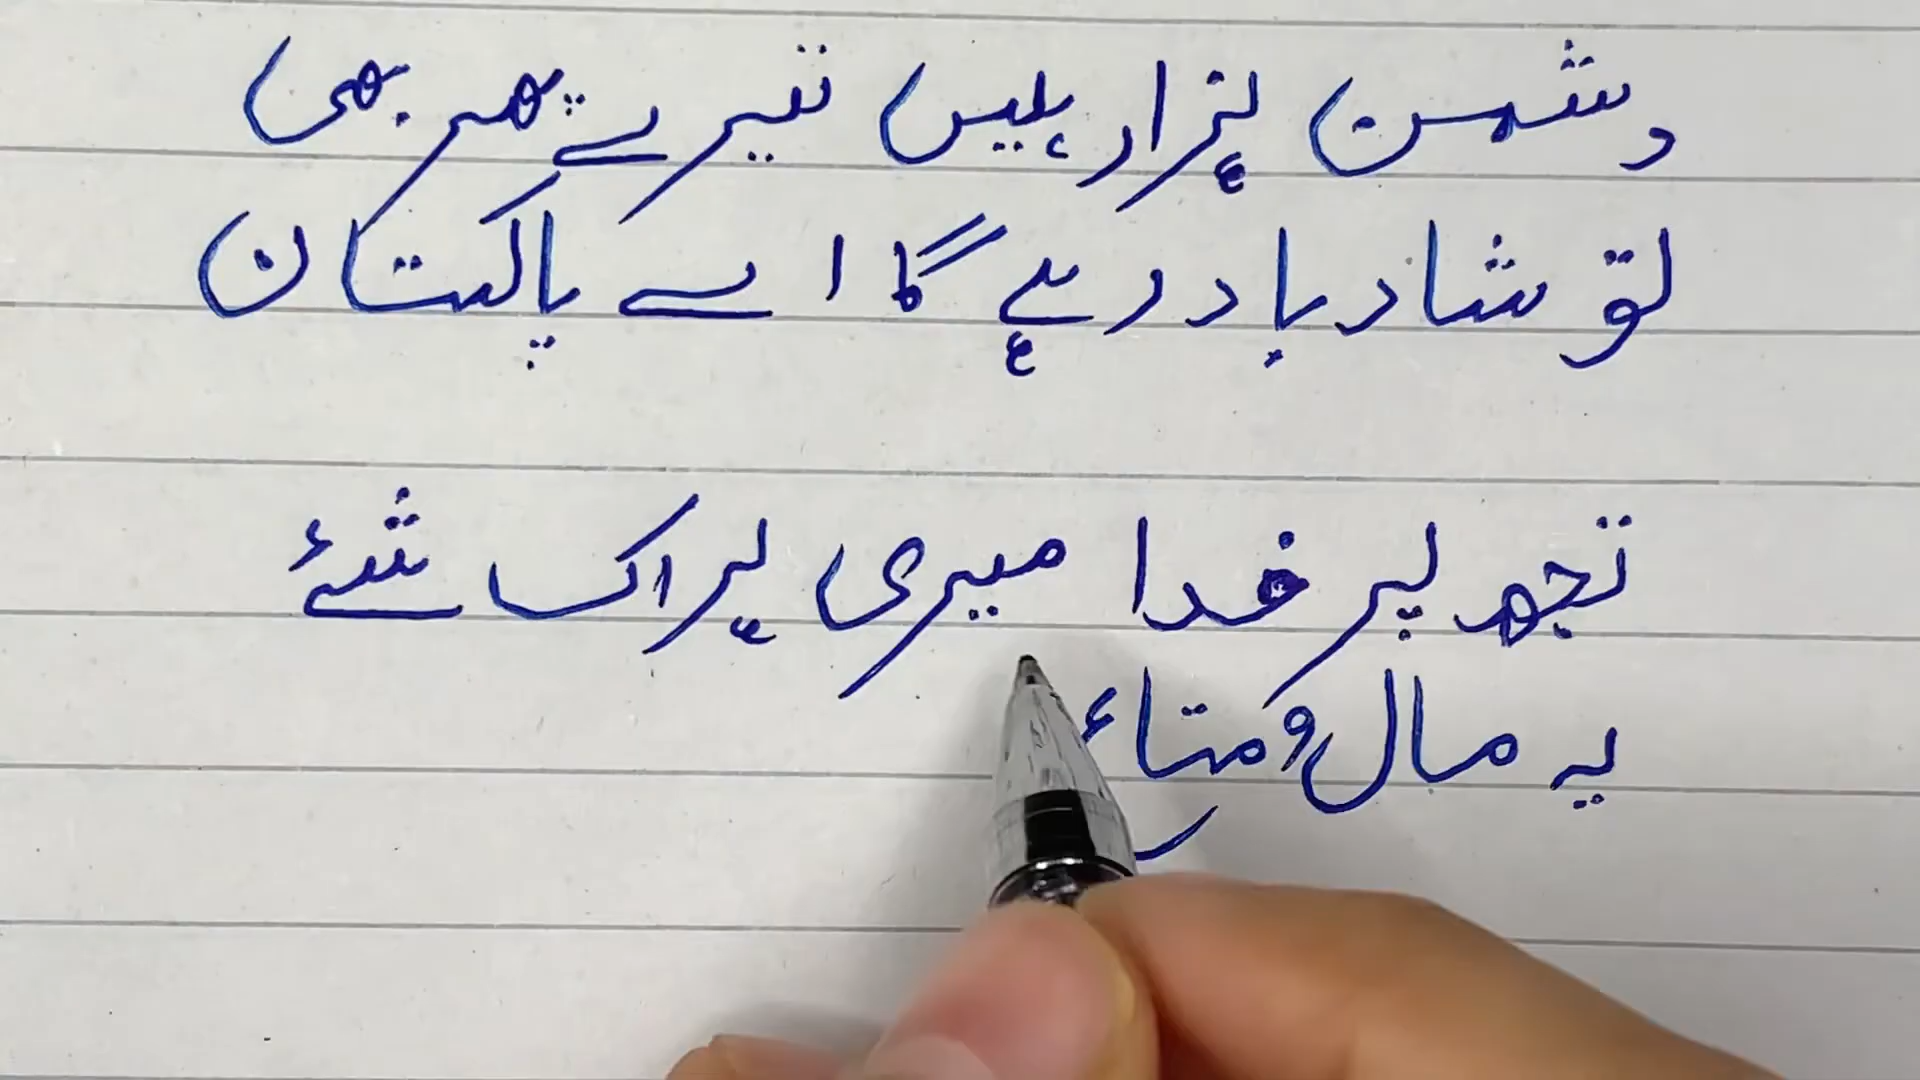 دشمن ہزار ہیں تیرے پھر بھی
تو شاد باد رہے گا اے پاکستان
تجھ پر فدا میری ہر اک شئے
یہ مال و متاع